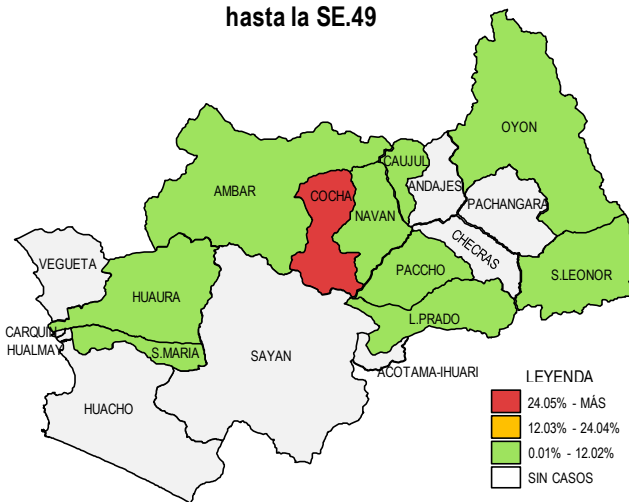 hasta la SE.49
OYON
CAUJUL
AMBAR
ANDAJES
COCHA
PACHANGARA
NAVAN
CHECRAS
VEGUETA
PACCHO
S.LEONOR
HUAURA
L.PRADO
CARQUIN
HUALMAY
S.MARIA
SAYAN
ACOTAMA-IHUARI
HUACHO
LEYENDA
24.05% - MÁS
12.03% - 24.04%
0.01% - 12.02%
SIN CASOS